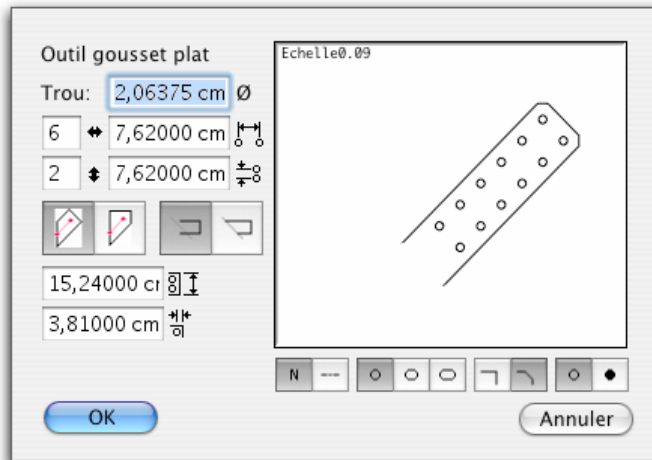 Outil gousset plat
Echelle0.09
Trou: 2,06375 cm Ø
6 7,62000 cm
2 7,62000 cm
15,24000 cr
3,81000 cm
N
OK
Annuler